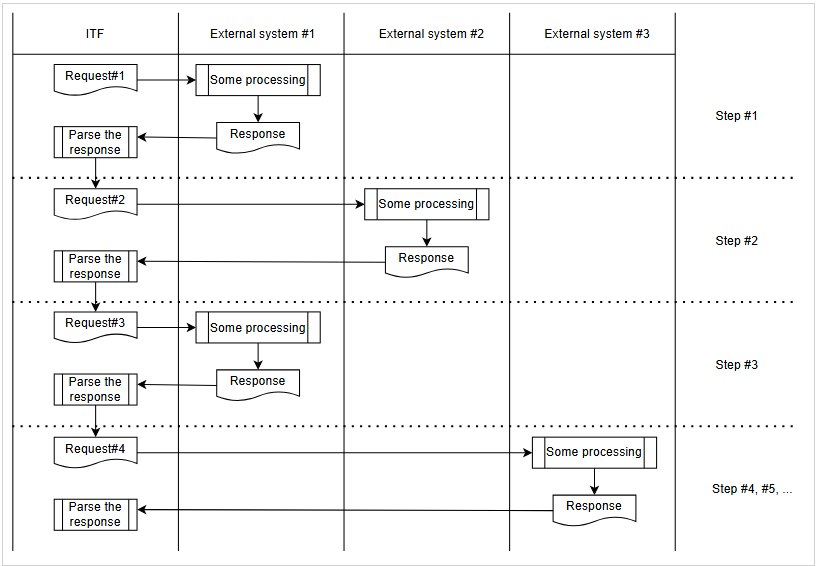 ITF
External system #1
External system #2
External system #3
Request#1
Some processing
Step #1
Response
Parse the
response
Request#2
Some processing
Step #2
Response
Parse the
response
Request#3
Some processing
Step #3
Response
Parse the
response
Request#4
Some processing
Step #4, #5, ...
Response
Parse the
response